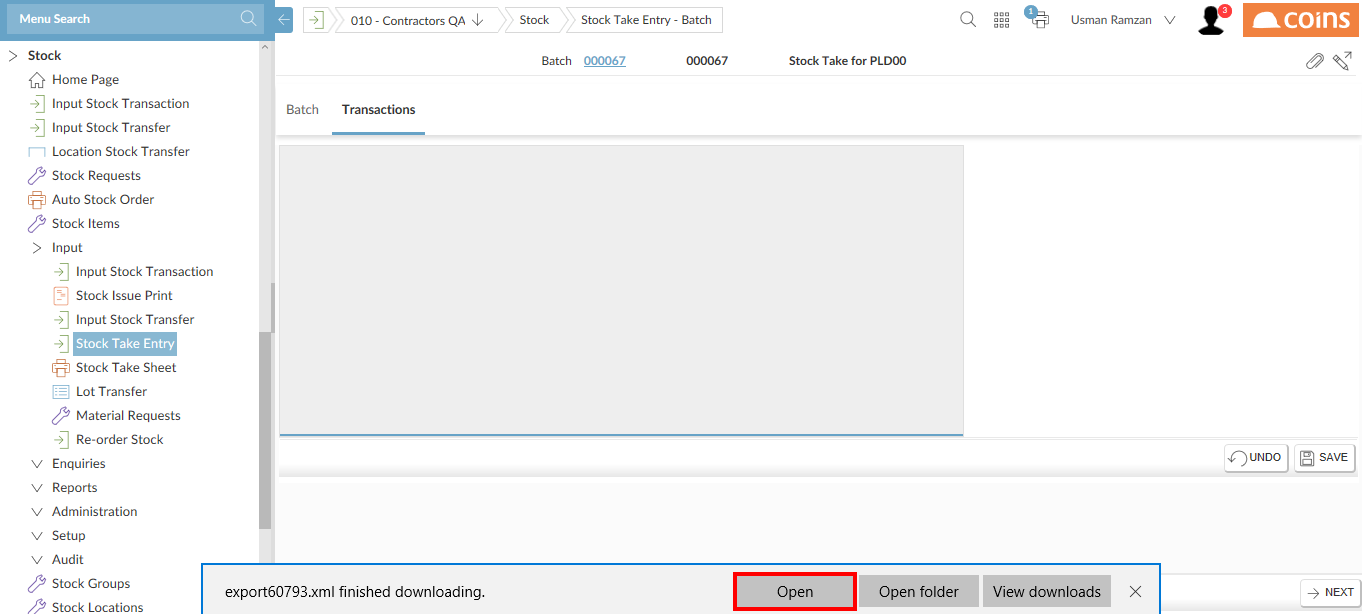 Menu Search
010 - Contractors QA
Stock
Stock Take Entry - Batch
1
Usman Ramzan
3
coins
Batch 000067 000067 Stock Take for PLD00
Batch
Transactions
Stock
Home Page
Input Stock Transaction
Input Stock Transfer
Location Stock Transfer
Stock Requests
Auto Stock Order
Stock Items
Input
Input Stock Transaction
Stock Issue Print
Input Stock Transfer
Stock Take Entry
Stock Take Sheet
Lot Transfer
Material Requests
Re-order Stock
Enquiries
Reports
Administration
Setup
Audit
Stock Groups
Stock Locations
UNDO
SAVE
export60793.xml finished downloading.
Open
Open folder
View downloads
NEXT